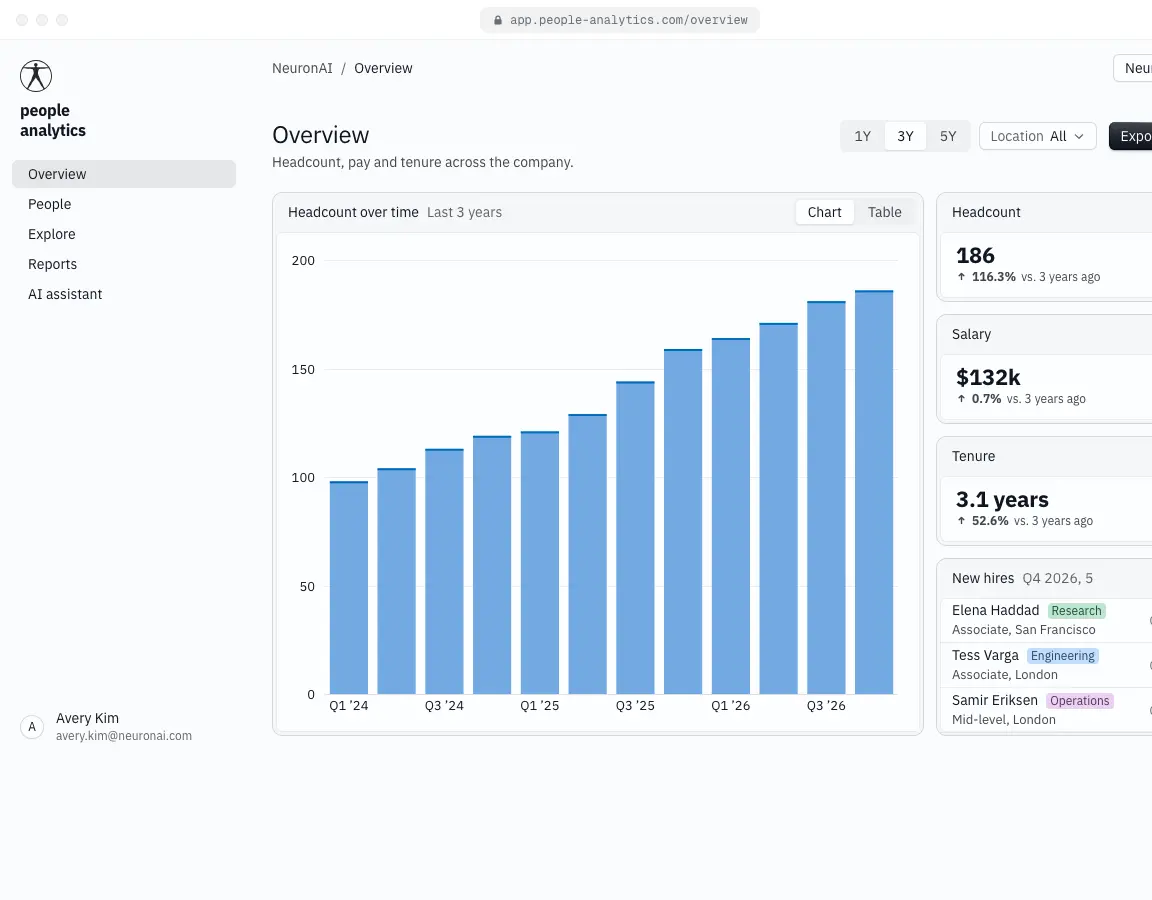 app.people-analytics.com/overview
people
analytics
NeuronAI / Overview
Neur
Overview
People
Explore
Reports
AI assistant
Overview
Headcount, pay and tenure across the company.
1Y 3Y 5Y
Location All
Expo
Headcount over time Last 3 years
Chart Table
200
150
100
50
0
Q1 ’24 Q3 ’24 Q1 ’25 Q3 ’25 Q1 ’26 Q3 ’26
Headcount
186
↑ 116.3% vs. 3 years ago
Salary
$132k
↑ 0.7% vs. 3 years ago
Tenure
3.1 years
↑ 52.6% vs. 3 years ago
New hires Q4 2026, 5
Elena Haddad Research
Associate, San Francisco
Tess Varga Engineering
Associate, London
Samir Eriksen Operations
Mid-level, London
A
Avery Kim
avery.kim@neuronai.com